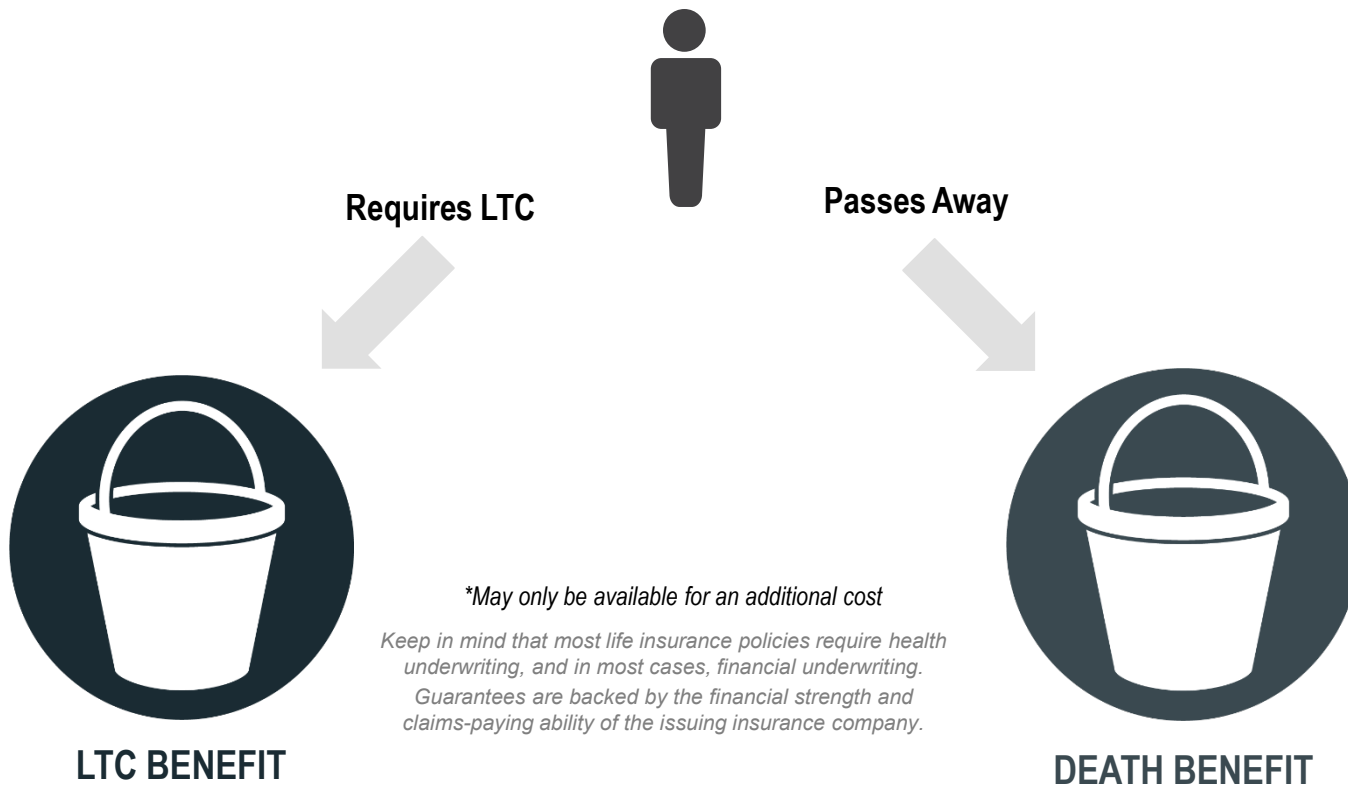 Requires LTC
Passes Away
*May only be available for an additional cost
Keep in mind that most life insurance policies require health
underwriting, and in most cases, financial underwriting.
Guarantees are backed by the financial strength and
claims-paying ability of the issuing insurance company.
LTC BENEFIT
DEATH BENEFIT